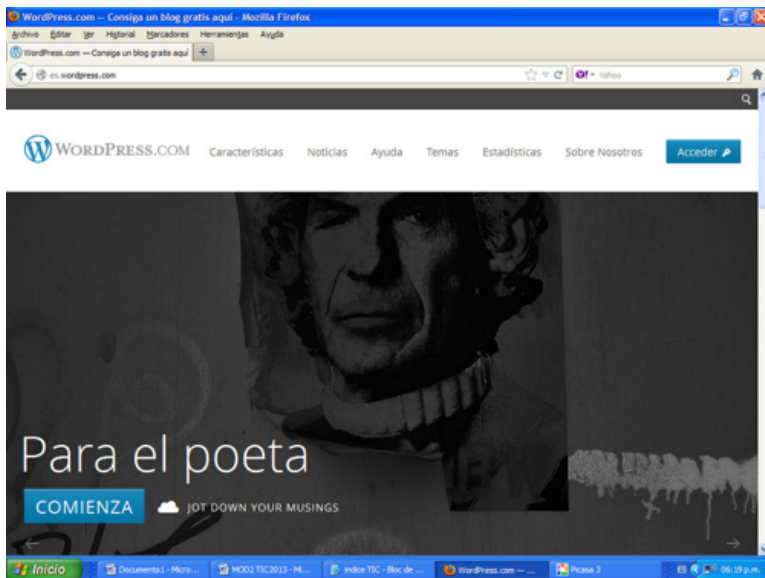 WordPress.com — Consiga un blog gratis aquí - Mozilla Firefox
Archivo Editar Ver Historial Marcadores Herramientas Ayuda
WordPress.com — Consiga un blog gratis aquí +
es.wordpress.com Yahoo
WORDPRESS.COM Características Noticias Ayuda Temas Estadísticas Sobre Nosotros Acceder
Para el poeta
COMIENZA JOT DOWN YOUR MUSINGS
Inicio Documento1 - Micro... MOD2 TIC2013 - Mi... indice TIC - Bloc de ... WordPress.com — ... Picasa 3 ES 06:19 p.m.